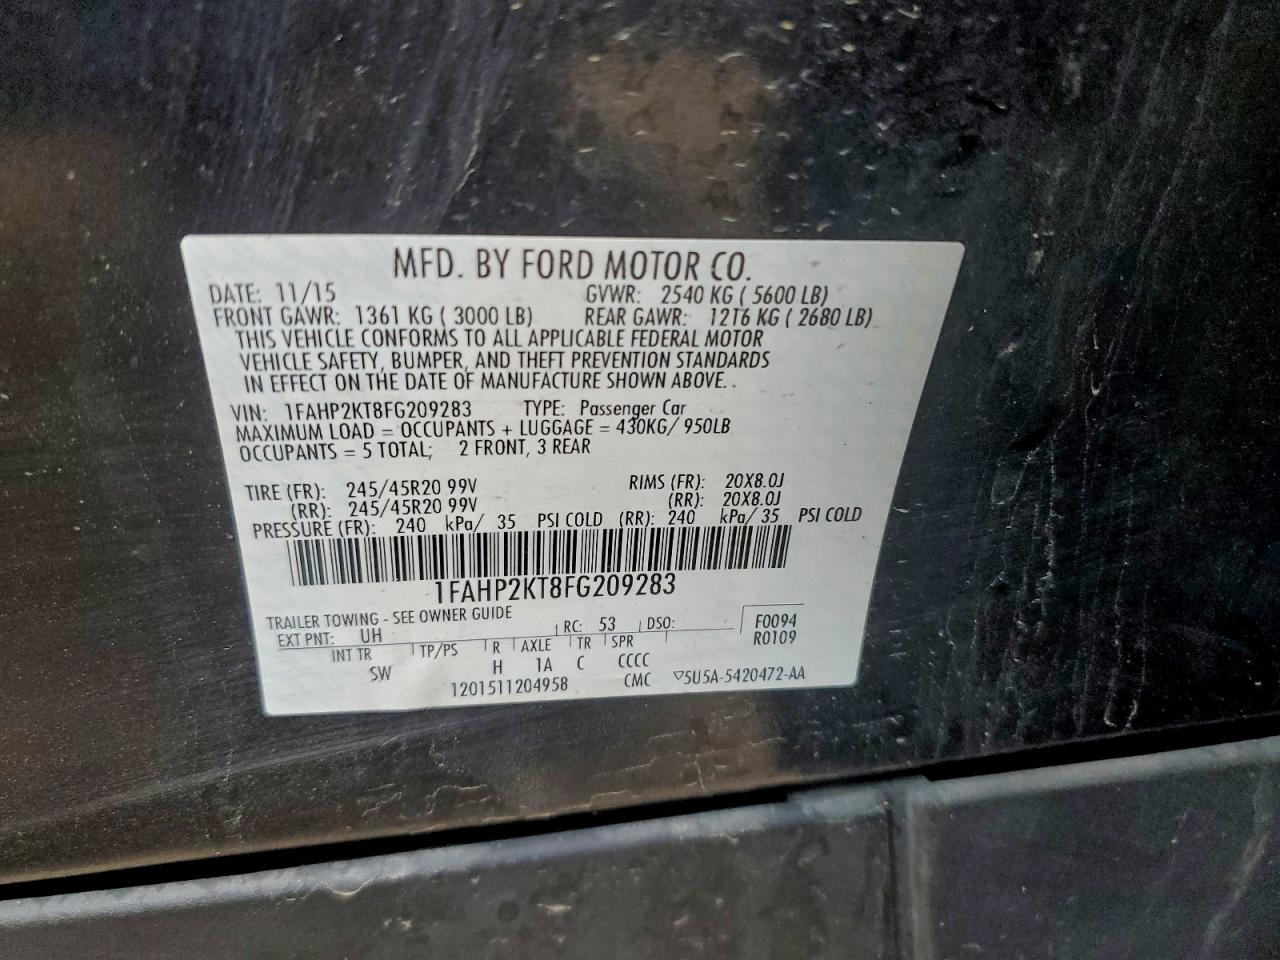 MFD. BY FORD MOTOR CO.
DATE: 11/15 GVWR: 2540 KG ( 5600 LB)
FRONT GAWR: 1361 KG ( 3000 LB) REAR GAWR: 12T6 KG ( 2680 LB)
THIS VEHICLE CONFORMS TO ALL APPLICABLE FEDERAL MOTOR
VEHICLE SAFETY, BUMPER, AND THEFT PREVENTION STANDARDS
IN EFFECT ON THE DATE OF MANUFACTURE SHOWN ABOVE. .
VIN: 1FAHP2KT8FG209283 TYPE: Passenger Car
MAXIMUM LOAD = OCCUPANTS + LUGGAGE = 430KG/ 950LB
OCCUPANTS = 5 TOTAL; 2 FRONT, 3 REAR
TIRE (FR): 245/45R20 99V RIMS (FR): 20X8.0J
(RR): 245/45R20 99V (RR): 20X8.0J
PRESSURE (FR): 240 kPa/ 35 PSI COLD (RR): 240 kPa/ 35 PSI COLD
1FAHP2KT8FG209283
TRAILER TOWING - SEE OWNER GUIDE
EXT PNT: UH RC: 53 DSO: F0094
INT TR TP/PS R AXLE TR SPR R0109
SW H 1A C CCCC
1201511204958 CMC ▽5U5A-5420472-AA